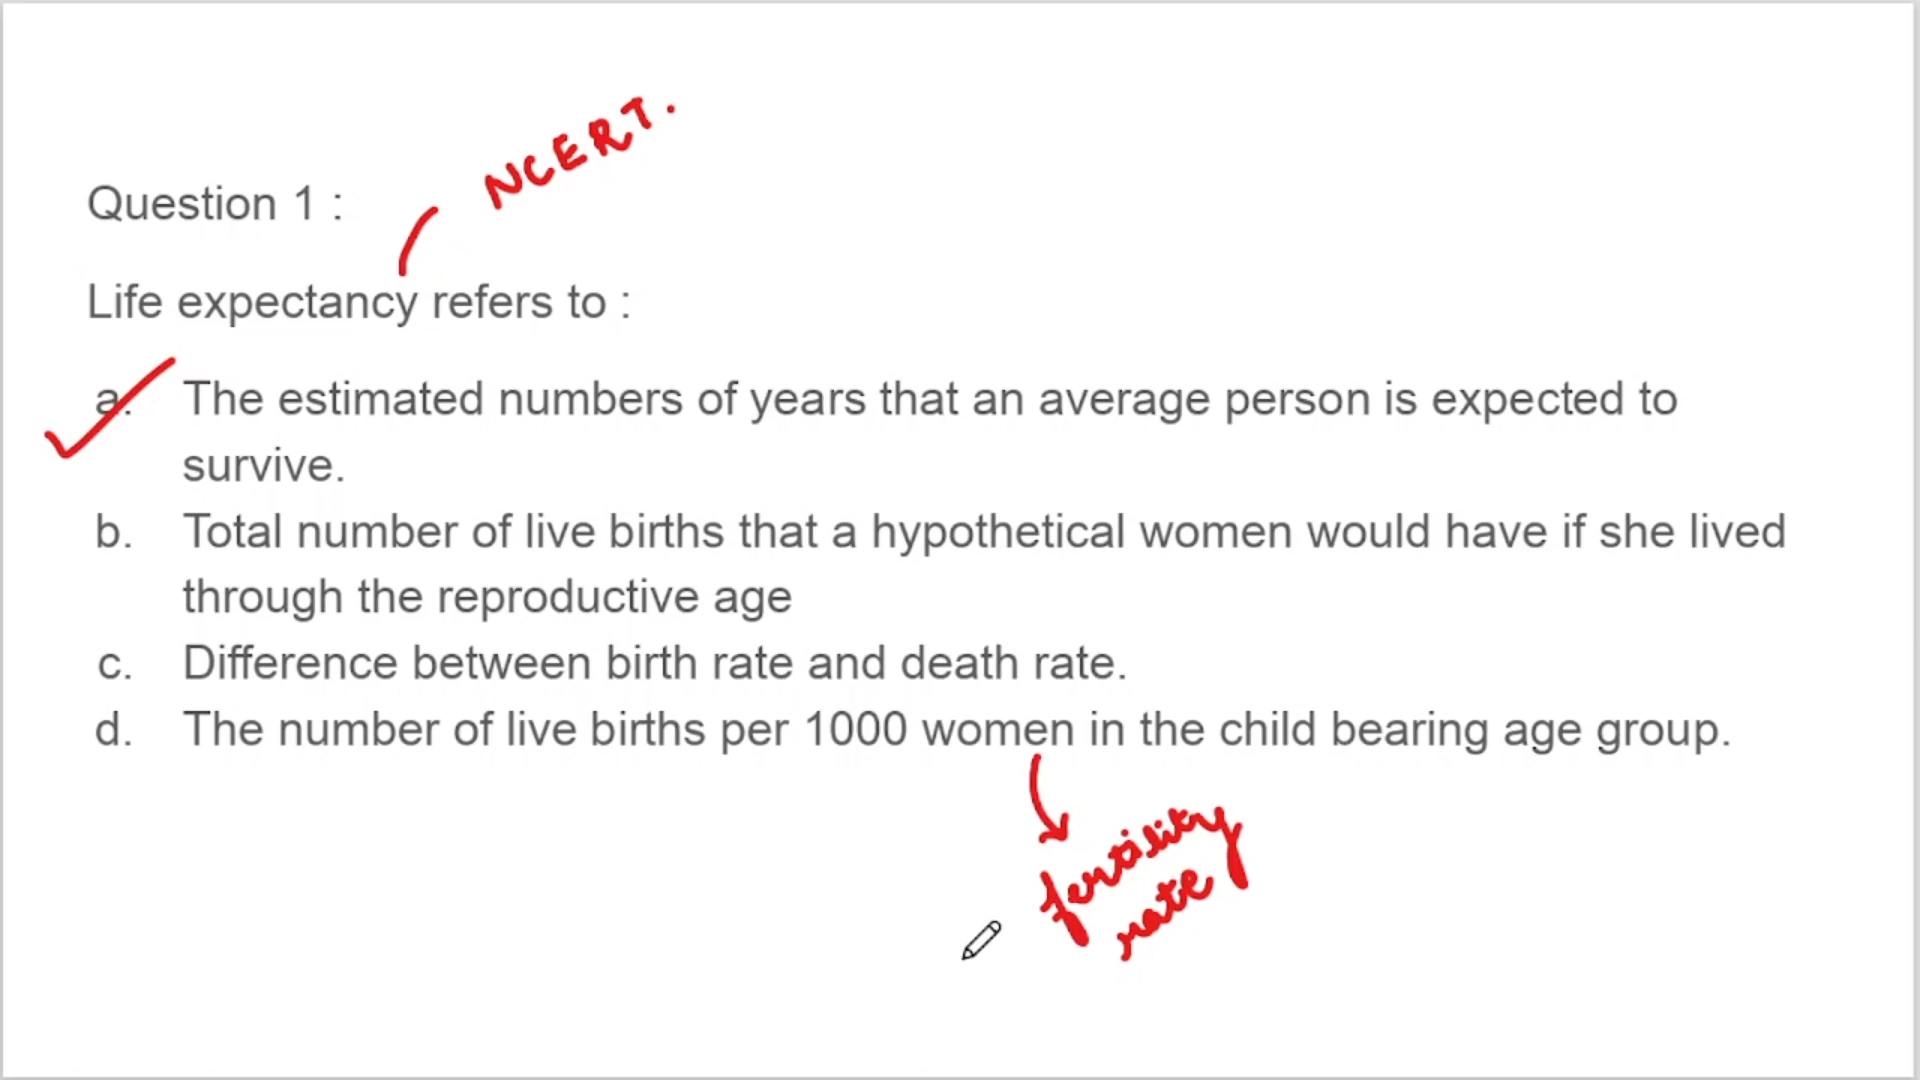 NCERT.
Question 1 :
Life expectancy refers to :
a. The estimated numbers of years that an average person is expected to
survive.
b. Total number of live births that a hypothetical women would have if she lived
through the reproductive age
c. Difference between birth rate and death rate.
d. The number of live births per 1000 women in the child bearing age group.
fertility
rate